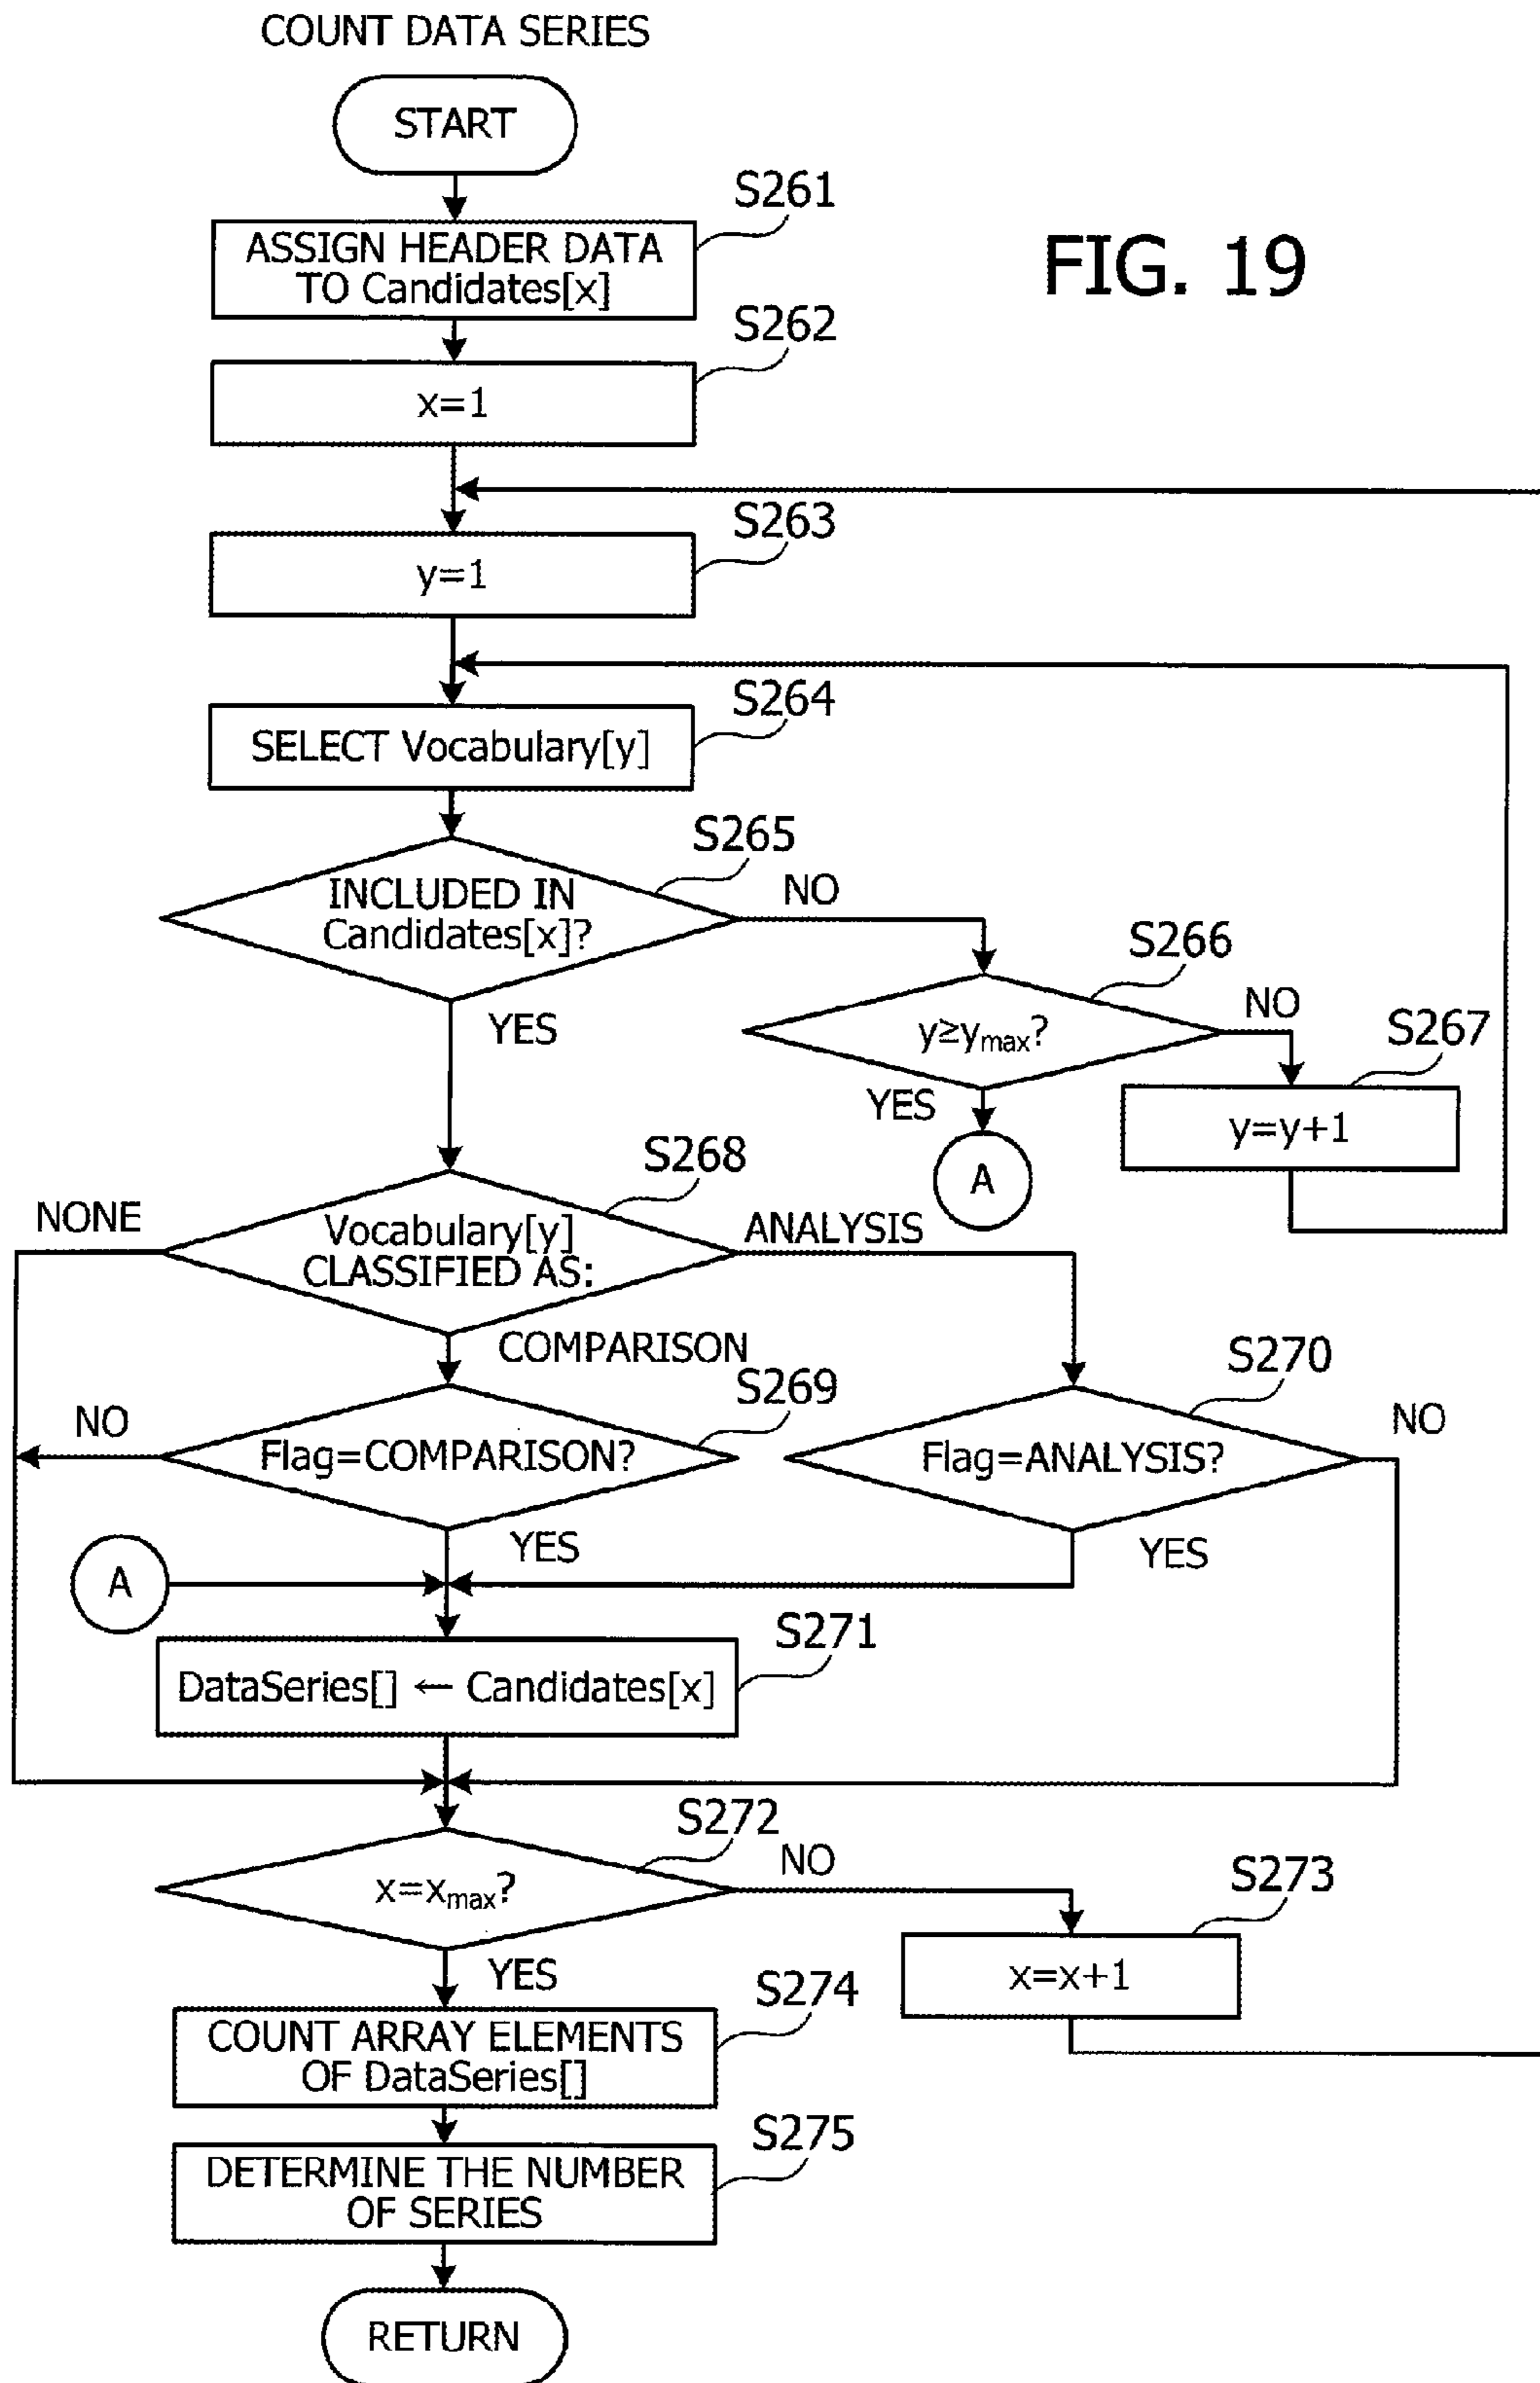 COUNT DATA SERIES
START
S261
ASSIGN HEADER DATA
TO Candidates[x]
FIG. 19
S262
x=1
S263
y=1
S264
SELECT Vocabulary[y]
S265
INCLUDED IN
Candidates[x]?
NO
YES
S266
y≥ymax?
NO
YES
S267
y=y+1
A
S268
NONE
Vocabulary[y]
CLASSIFIED AS:
ANALYSIS
COMPARISON
S269
NO
Flag=COMPARISON?
YES
S270
Flag=ANALYSIS?
NO
YES
A
S271
DataSeries[] ← Candidates[x]
S272
x=xmax?
NO
YES
S273
x=x+1
S274
COUNT ARRAY ELEMENTS
OF DataSeries[]
S275
DETERMINE THE NUMBER
OF SERIES
RETURN